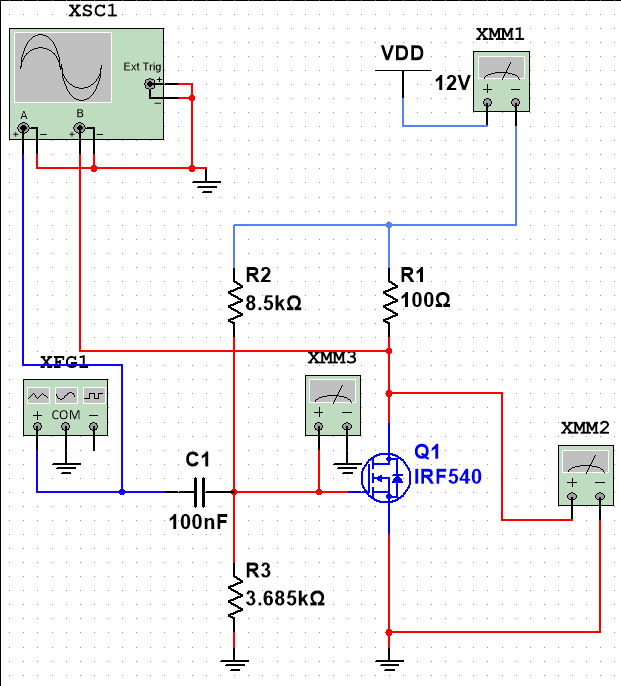 XSC1
Ext Trig
+
−
A
B
+
−
+
−
VDD
12V
XMM1
+
−
R2
8.5kΩ
R1
100Ω
XFG1
+
COM
−
XMM3
+
−
XMM2
+
−
C1
100nF
Q1
IRF540
R3
3.685kΩ